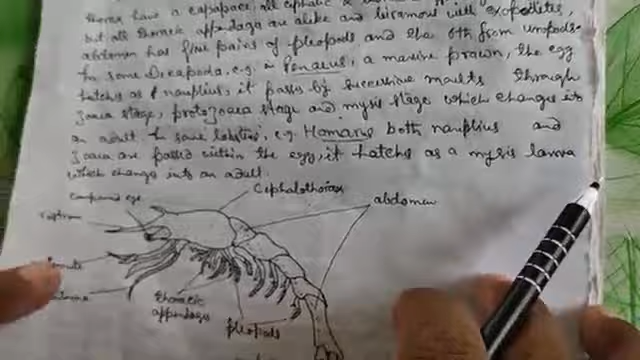 thorax have a carapace, all cephalic &
but all thoracic appendages are alike and biramous with exopodites,
abdomen has five pairs of pleopods and the 6th from uropods.
In some Decapoda, e.g. Penaeus, a marine prawn, the egg
hatches as nauplius, it passes by successive moults through
zoaea stage, protozoaea stage and mysis stage which changes into
an adult. In some lobster, e.g. Homarus both nauplius and
zoaea are passed within the egg, it hatches as a mysis larva
which changes into an adult.
Cephalothorax
Compound eye
abdomen
thoracic
appendages
pleopods